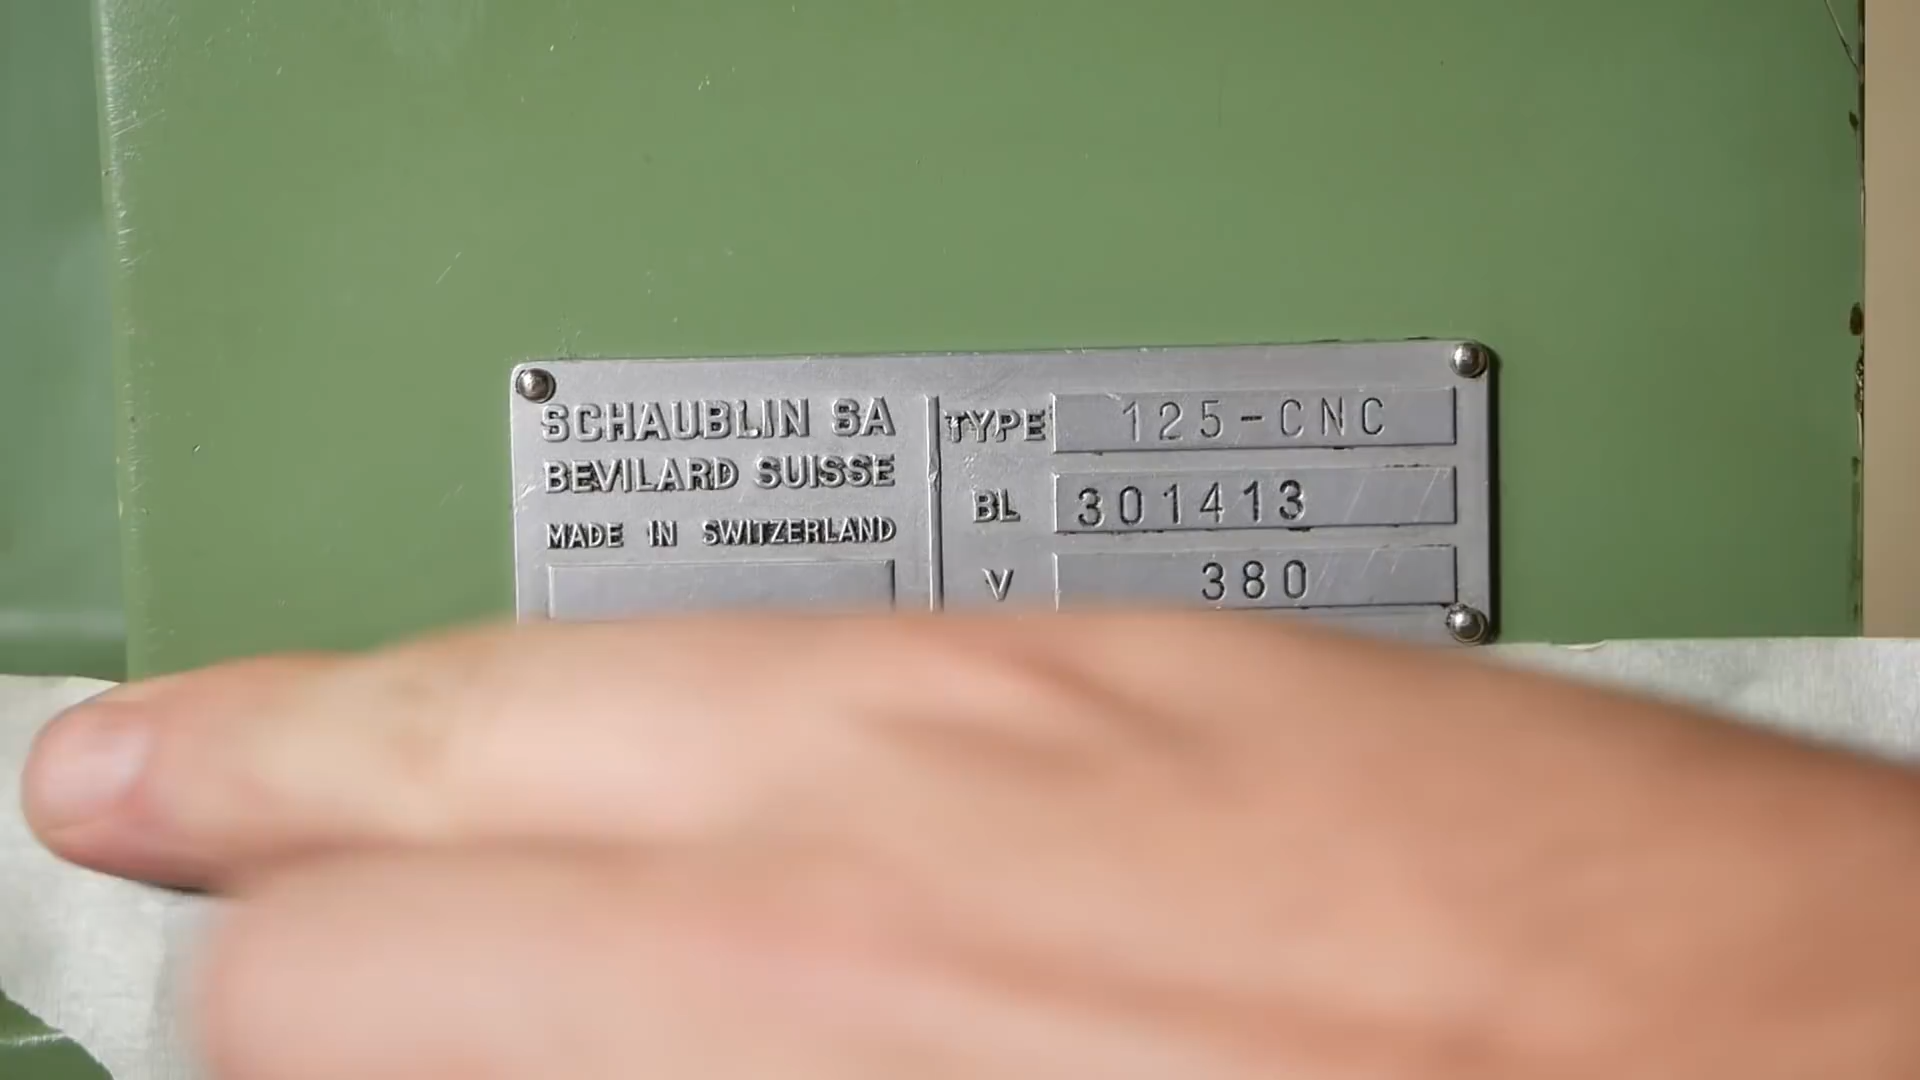 SCHAUBLIN SA
BEVILARD SUISSE
MADE IN SWITZERLAND
TYPE 125-CNC
BL 301413
V 380